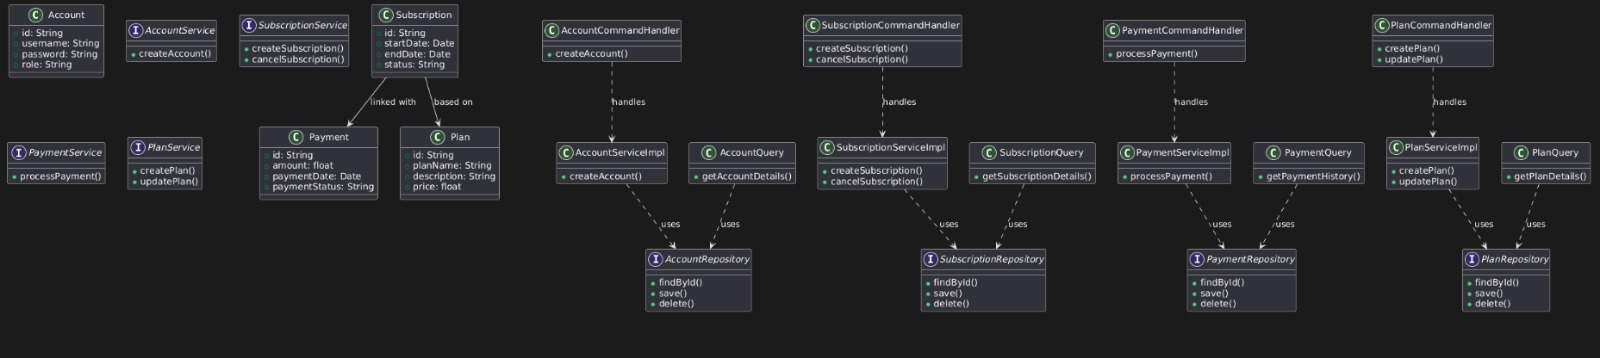 C Account
id: String
username: String
password: String
role: String
I AccountService
createAccount()
I SubscriptionService
createSubscription()
cancelSubscription()
C Subscription
id: String
startDate: Date
endDate: Date
status: String
C AccountCommandHandler
createAccount()
C SubscriptionCommandHandler
createSubscription()
cancelSubscription()
C PaymentCommandHandler
processPayment()
C PlanCommandHandler
createPlan()
updatePlan()
linked with
based on
handles
handles
handles
handles
I PaymentService
processPayment()
I PlanService
createPlan()
updatePlan()
C Payment
id: String
amount: float
paymentDate: Date
paymentStatus: String
C Plan
id: String
planName: String
description: String
price: float
C AccountServiceImpl
createAccount()
C AccountQuery
getAccountDetails()
C SubscriptionServiceImpl
createSubscription()
cancelSubscription()
C SubscriptionQuery
getSubscriptionDetails()
C PaymentServiceImpl
processPayment()
C PaymentQuery
getPaymentHistory()
C PlanServiceImpl
createPlan()
updatePlan()
C PlanQuery
getPlanDetails()
uses
uses
uses
uses
uses
uses
uses
uses
I AccountRepository
findById()
save()
delete()
I SubscriptionRepository
findById()
save()
delete()
I PaymentRepository
findById()
save()
delete()
I PlanRepository
findById()
save()
delete()